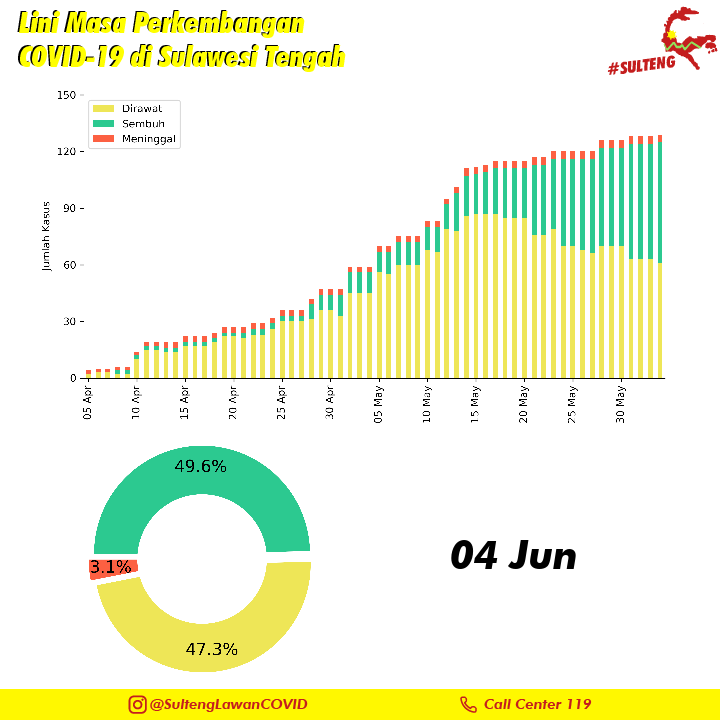 Lini Masa Perkembangan
COVID-19 di Sulawesi Tengah
#SULTENG
150
120
90
60
30
0
Jumlah Kasus
Dirawat
Sembuh
Meninggal
05 Apr
10 Apr
15 Apr
20 Apr
25 Apr
30 Apr
05 May
10 May
15 May
20 May
25 May
30 May
49.6%
3.1%
47.3%
04 Jun
@SultengLawanCOVID
Call Center 119